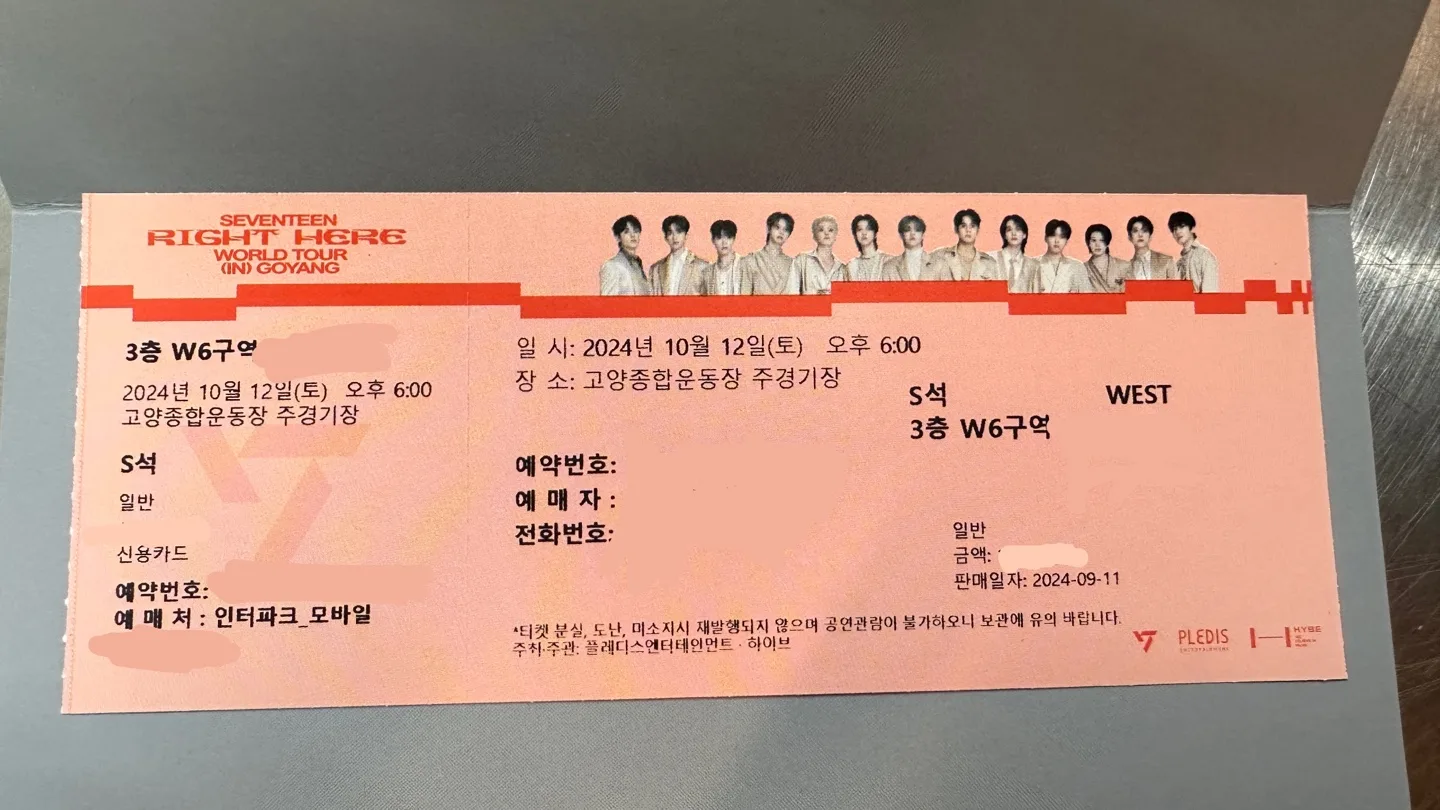 SEVENTEEN
RIGHT HERE
WORLD TOUR
(IN) GOYANG
3층 W6구역
2024년 10월 12일(토) 오후 6:00
고양종합운동장 주경기장
S석
일반
신용카드
예약번호:
예 매 처 : 인터파크_모바일
일 시: 2024년 10월 12일(토) 오후 6:00
장 소: 고양종합운동장 주경기장
예약번호:
예 매 자 :
전화번호:
S석 WEST
3층 W6구역
일반
금액:
판매일자: 2024-09-11
*티켓 분실, 도난, 미소지시 재발행되지 않으며 공연관람이 불가하오니 보관에 유의 바랍니다.
주최·주관: 플레디스엔터테인먼트 · 하이브
PLEDIS
ENTERTAINMENT
HYBE